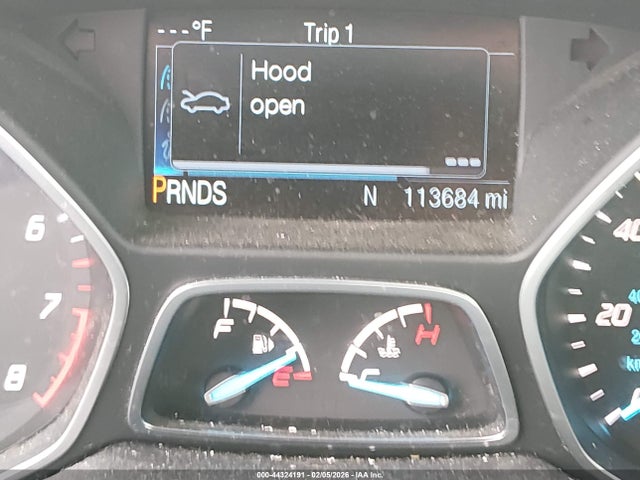 ---°F Trip 1
Hood
open
PRNDS N 113684 mi
6
7
8
F E
C H
40
20
000-44324191 - 02/05/2026 - IAA Inc.